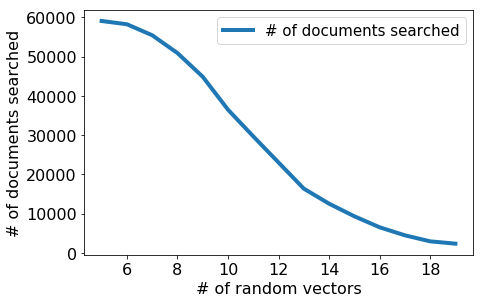 # of documents searched
60000
50000
40000
30000
20000
10000
0
# of documents searched
6 8 10 12 14 16 18
# of random vectors